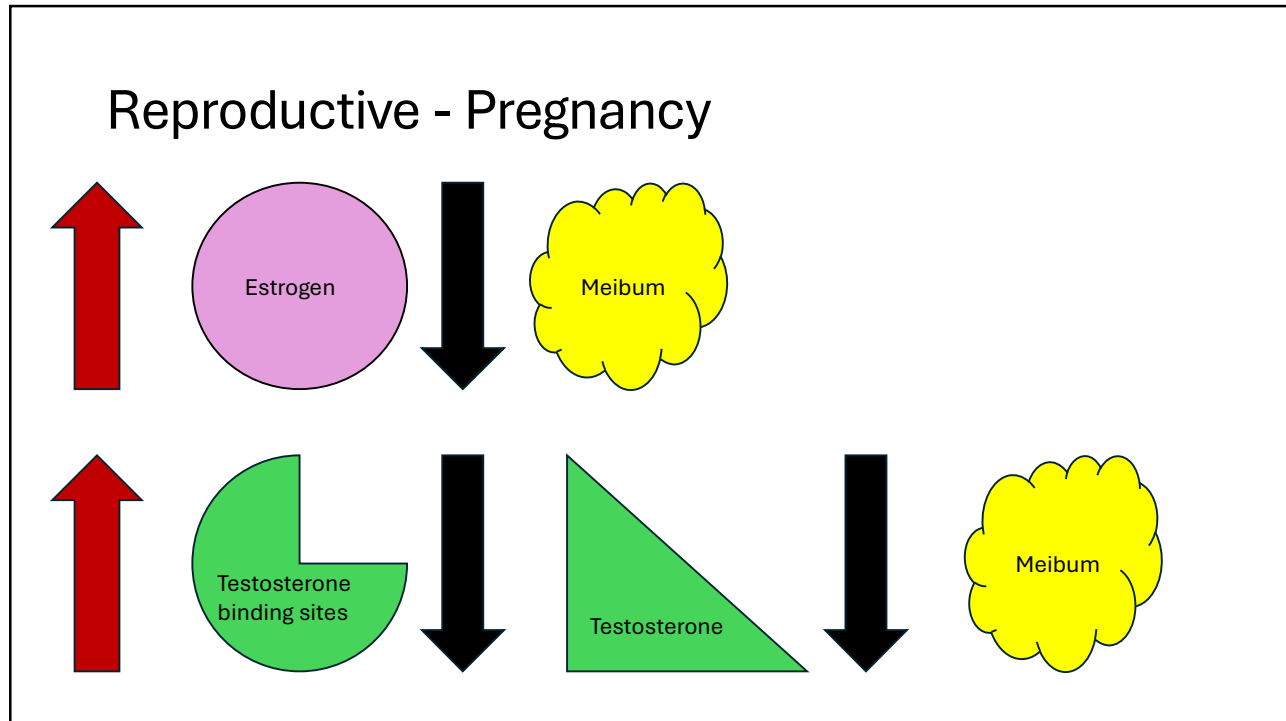 Reproductive - Pregnancy
Estrogen
Meibum
Testosterone
binding sites
Testosterone
Meibum